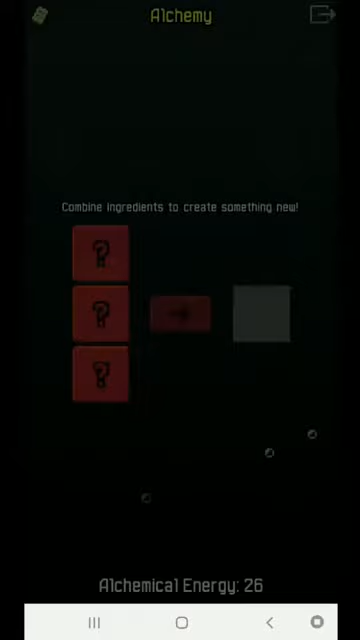 Alchemy
Combine ingredients to create something new!
?
?
?
Alchemical Energy: 26